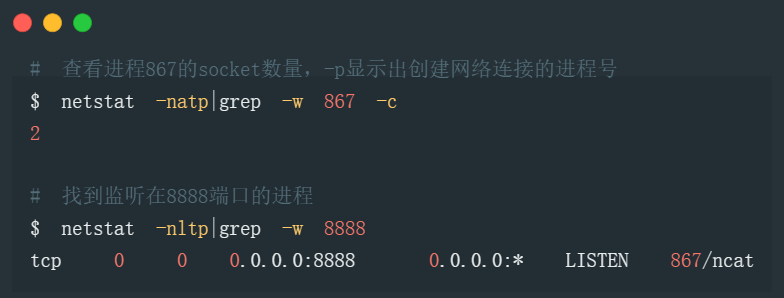 #  查看进程867的socket数量，-p显示出创建网络连接的进程号
$  netstat  -natp|grep  -w  867  -c
2
#  找到监听在8888端口的进程
$  netstat  -nltp|grep  -w  8888
tcp     0     0    0.0.0.0:8888       0.0.0.0:*    LISTEN    867/ncat